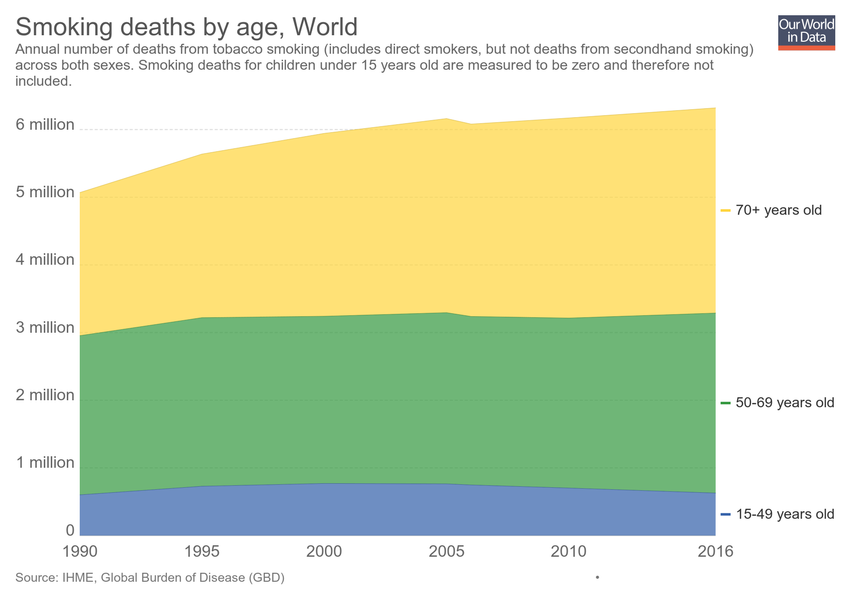 Smoking deaths by age, World
Our World
in Data
Annual number of deaths from tobacco smoking (includes direct smokers, but not deaths from secondhand smoking)
across both sexes. Smoking deaths for children under 15 years old are measured to be zero and therefore not
included.
6 million
5 million
4 million
3 million
2 million
1 million
0
70+ years old
50-69 years old
15-49 years old
1990 1995 2000 2005 2010 2016
Source: IHME, Global Burden of Disease (GBD)